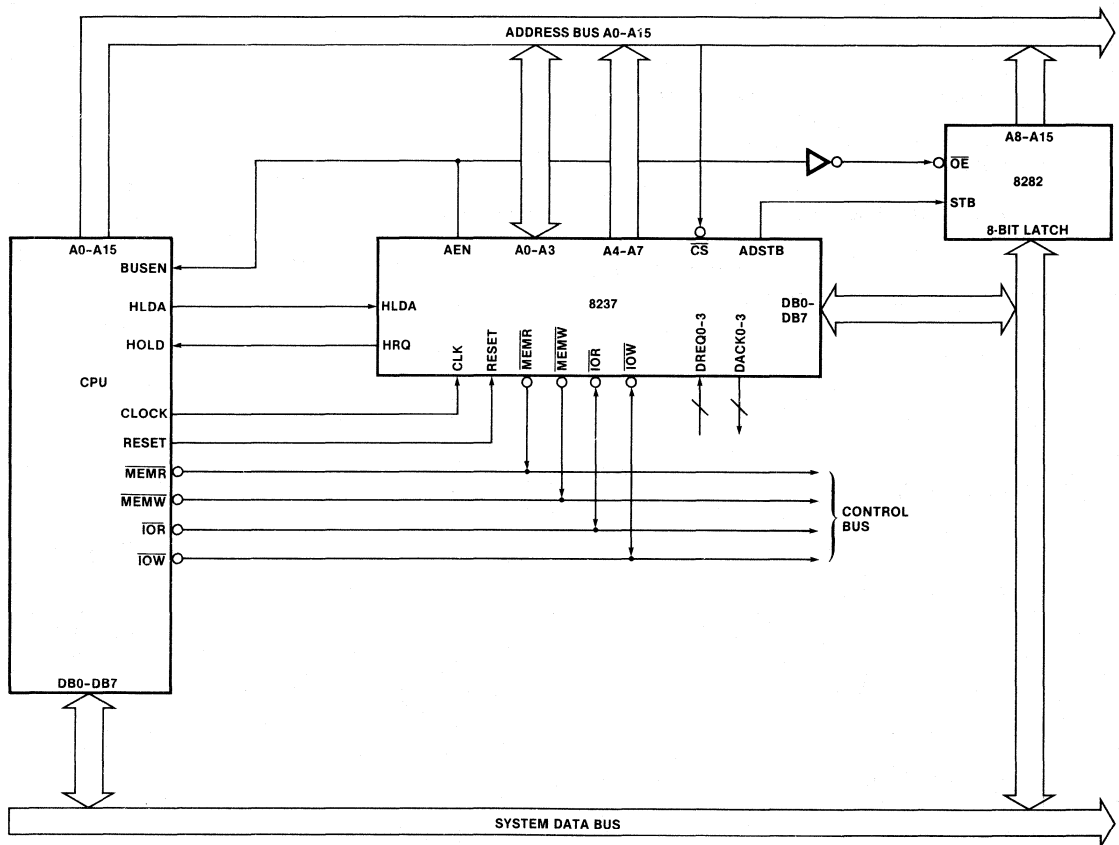 ADDRESS BUS A0-A15
A8-A15
OE
8282
STB
8-BIT LATCH
A0-A15
BUSEN
HLDA
HOLD
CPU
CLOCK
RESET
MEMR
MEMW
IOR
IOW
DB0-DB7
AEN
A0-A3
A4-A7
CS
ADSTB
HLDA
8237
DB0-
DB7
HRQ
CLK
RESET
MEMR
MEMW
IOR
IOW
DREQ0-3
DACK0-3
CONTROL
BUS
SYSTEM DATA BUS